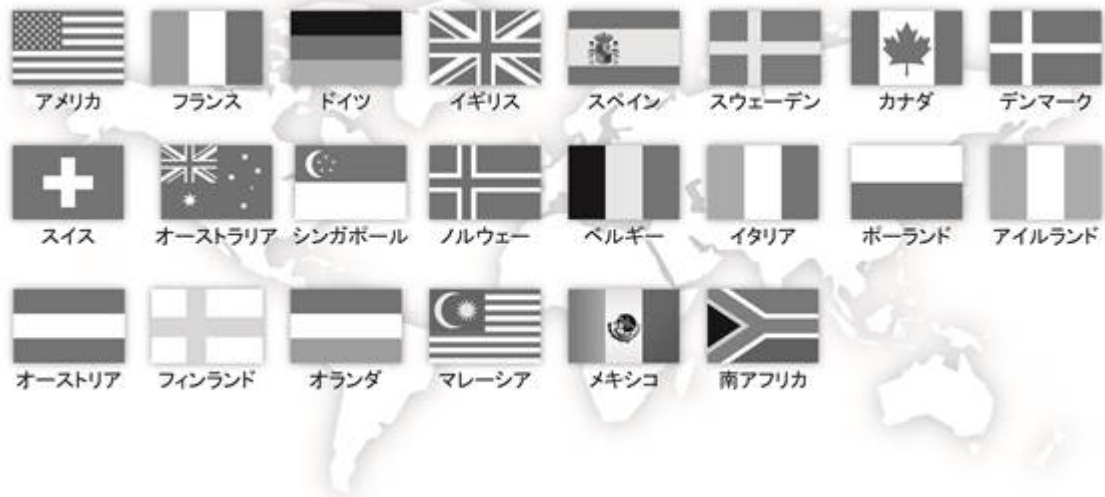 アメリカ フランス ドイツ イギリス スペイン スウェーデン カナダ デンマーク
スイス オーストラリア シンガポール ノルウェー ベルギー イタリア ポーランド アイルランド
オーストリア フィンランド オランダ マレーシア メキシコ 南アフリカ